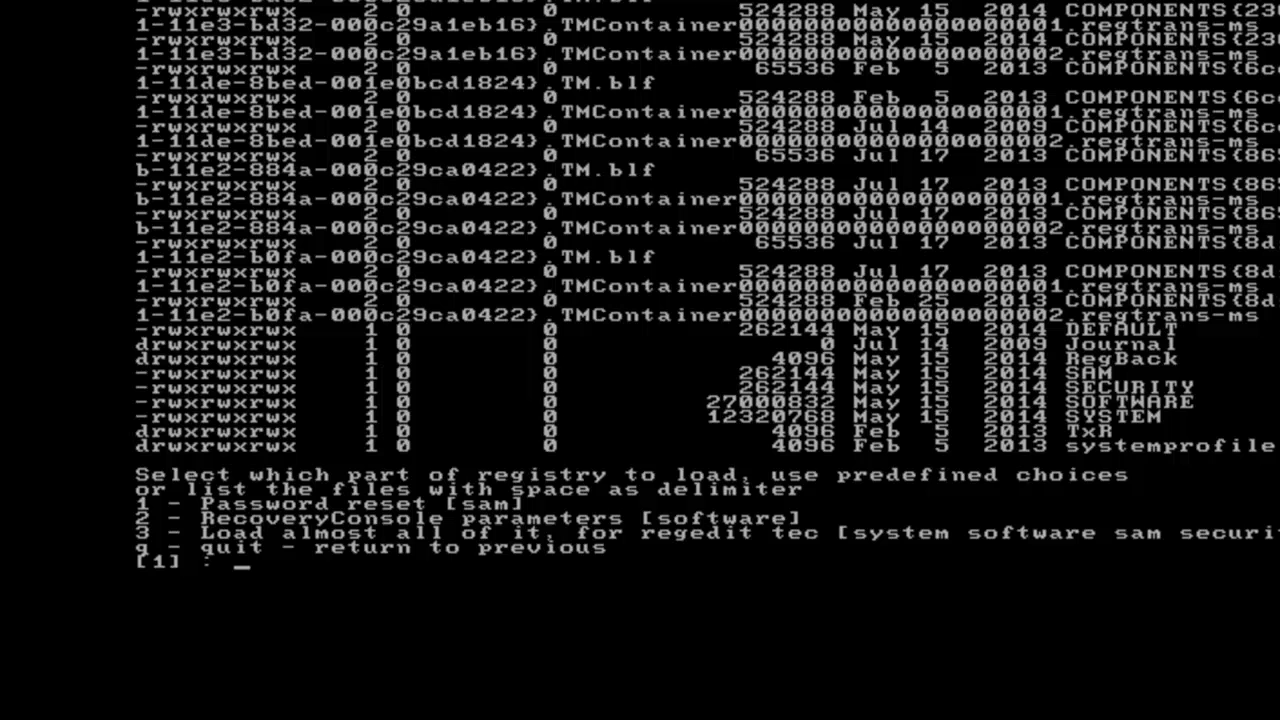 1-11e3-bd32-000c29a1eb16}.TMContainer00000000000000000001.regtrans-ms
-rwxrwxrwx 2 0 0 524288 May 15 2014 COMPONENTS{230
1-11e3-bd32-000c29a1eb16}.TMContainer00000000000000000002.regtrans-ms
-rwxrwxrwx 2 0 0 65536 Feb 5 2013 COMPONENTS{6c
1-11de-8bed-001e0bcd1824}.TM.blf
-rwxrwxrwx 2 0 0 524288 Feb 5 2013 COMPONENTS{6c
1-11de-8bed-001e0bcd1824}.TMContainer00000000000000000001.regtrans-ms
-rwxrwxrwx 2 0 0 524288 Jul 14 2009 COMPONENTS{6c
1-11de-8bed-001e0bcd1824}.TMContainer00000000000000000002.regtrans-ms
-rwxrwxrwx 2 0 0 65536 Jul 17 2013 COMPONENTS{86
b-11e2-884a-000c29ca0422}.TM.blf
-rwxrwxrwx 2 0 0 524288 Jul 17 2013 COMPONENTS{86
b-11e2-884a-000c29ca0422}.TMContainer00000000000000000001.regtrans-ms
-rwxrwxrwx 2 0 0 524288 Jul 17 2013 COMPONENTS{86
b-11e2-884a-000c29ca0422}.TMContainer00000000000000000002.regtrans-ms
-rwxrwxrwx 2 0 0 65536 Jul 17 2013 COMPONENTS{8d
1-11e2-b0fa-000c29ca0422}.TM.blf
-rwxrwxrwx 2 0 0 524288 Jul 17 2013 COMPONENTS{8d
1-11e2-b0fa-000c29ca0422}.TMContainer00000000000000000001.regtrans-ms
-rwxrwxrwx 2 0 0 524288 Feb 25 2013 COMPONENTS{8d
1-11e2-b0fa-000c29ca0422}.TMContainer00000000000000000002.regtrans-ms
-rwxrwxrwx 1 0 0 262144 May 15 2014 DEFAULT
drwxrwxrwx 1 0 0 0 Jul 14 2009 Journal
drwxrwxrwx 1 0 0 4096 May 15 2014 RegBack
-rwxrwxrwx 1 0 0 262144 May 15 2014 SAM
-rwxrwxrwx 1 0 0 262144 May 15 2014 SECURITY
-rwxrwxrwx 1 0 0 27000832 May 15 2014 SOFTWARE
-rwxrwxrwx 1 0 0 12320768 May 15 2014 SYSTEM
drwxrwxrwx 1 0 0 4096 Feb 5 2013 TxR
drwxrwxrwx 1 0 0 4096 Feb 5 2013 systemprofile
Select which part of registry to load, use predefined choices
or list the files with space as delimiter
1 - Password reset [sam]
2 - RecoveryConsole parameters [software]
3 - Load almost all of it, for regedit tec [system software sam securi
q - quit - return to previous
[1] : _